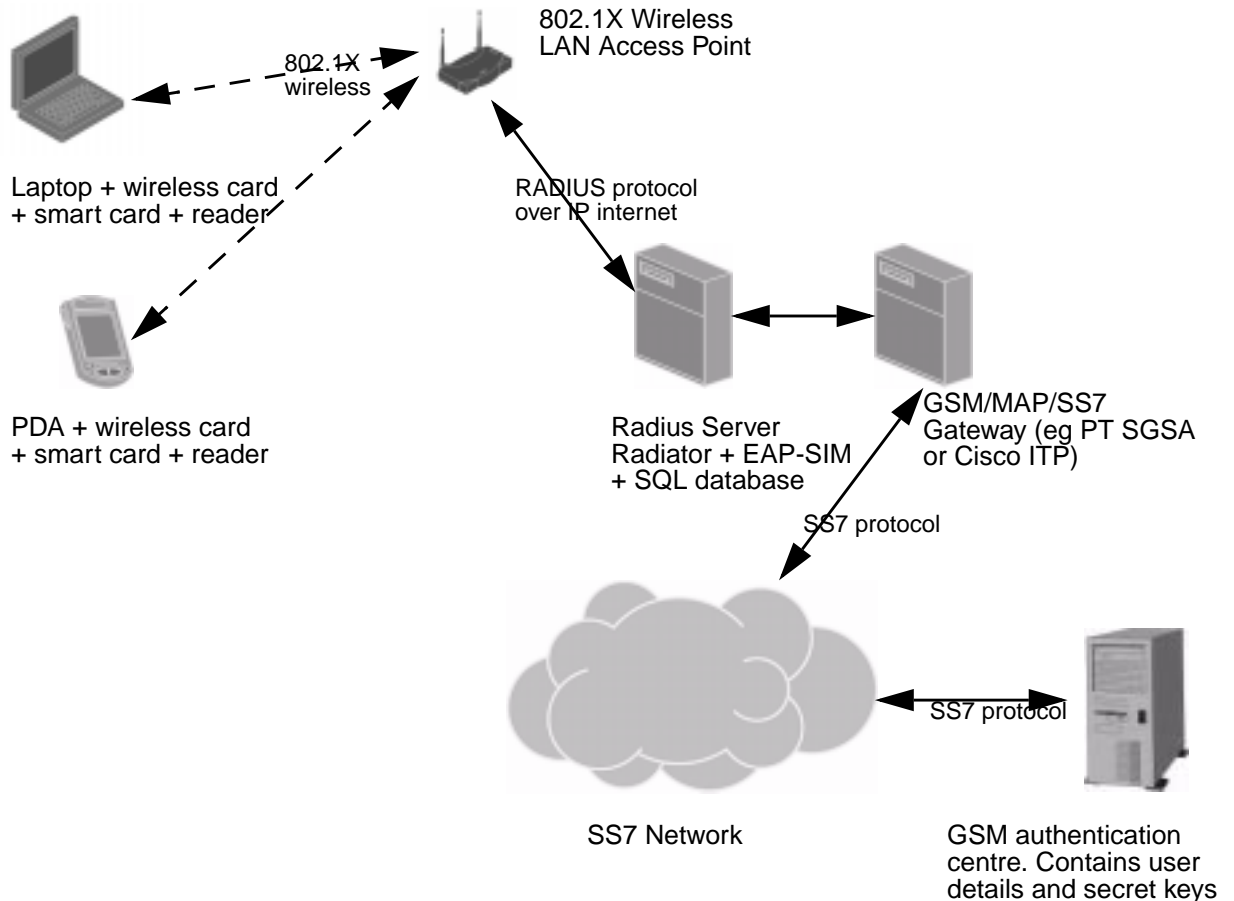 802.1X Wireless
LAN Access Point
802.1X
wireless
Laptop + wireless card
+ smart card + reader
RADIUS protocol
over IP internet
PDA + wireless card
+ smart card + reader
Radius Server
Radiator + EAP-SIM
+ SQL database
GSM/MAP/SS7
Gateway (eg PT SGSA
or Cisco ITP)
SS7 protocol
SS7 protocol
SS7 Network
GSM authentication
centre. Contains user
details and secret keys